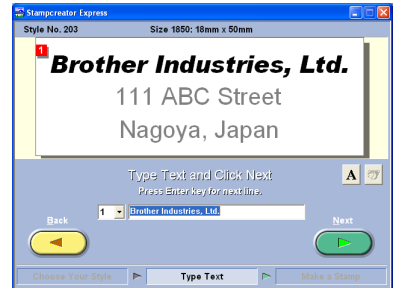 Stampcreator Express
Style No. 203 Size 1850: 18mm x 50mm
1
Brother Industries, Ltd.
111 ABC Street
Nagoya, Japan
Type Text and Click Next
Press Enter key for next line.
A
1 Brother Industries, Ltd.
Back Next
Choose Your Style Type Text Make a Stamp